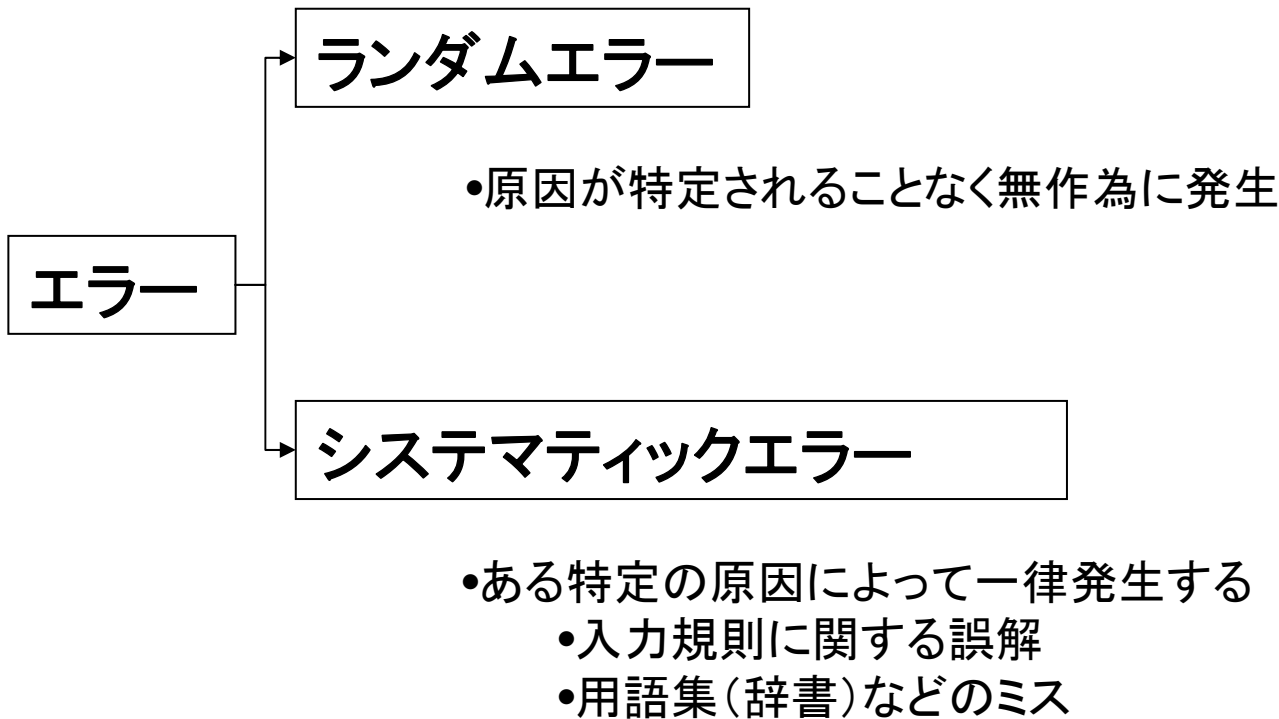 ランダムエラー
•原因が特定されることなく無作為に発生
エラー
システマティックエラー
•ある特定の原因によって一律発生する
•入力規則に関する誤解
•用語集(辞書)などのミス